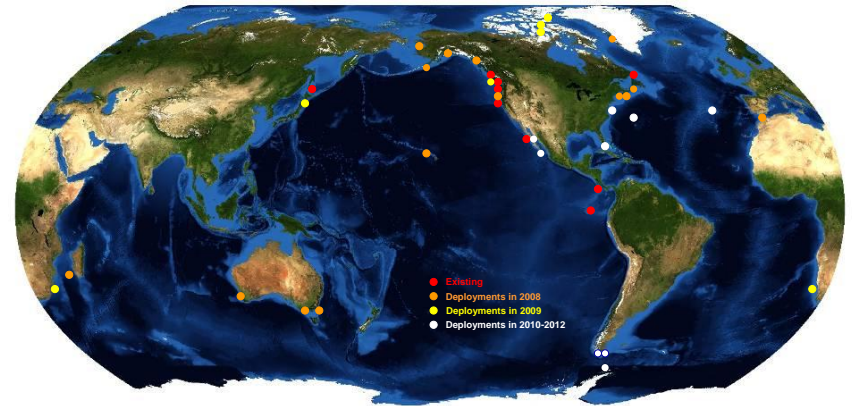 Existing
Deployments in 2008
Deployments in 2009
Deployments in 2010-2012